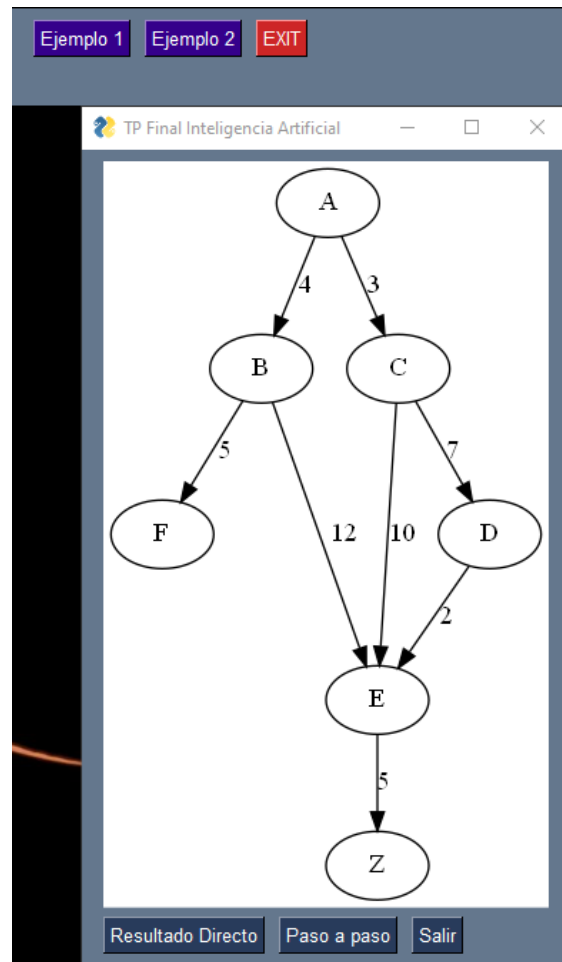 Ejemplo 1 Ejemplo 2 EXIT
TP Final Inteligencia Artificial
A
4 3
B C
5 7
F 12 10 D
2
E
5
Z
Resultado Directo Paso a paso Salir